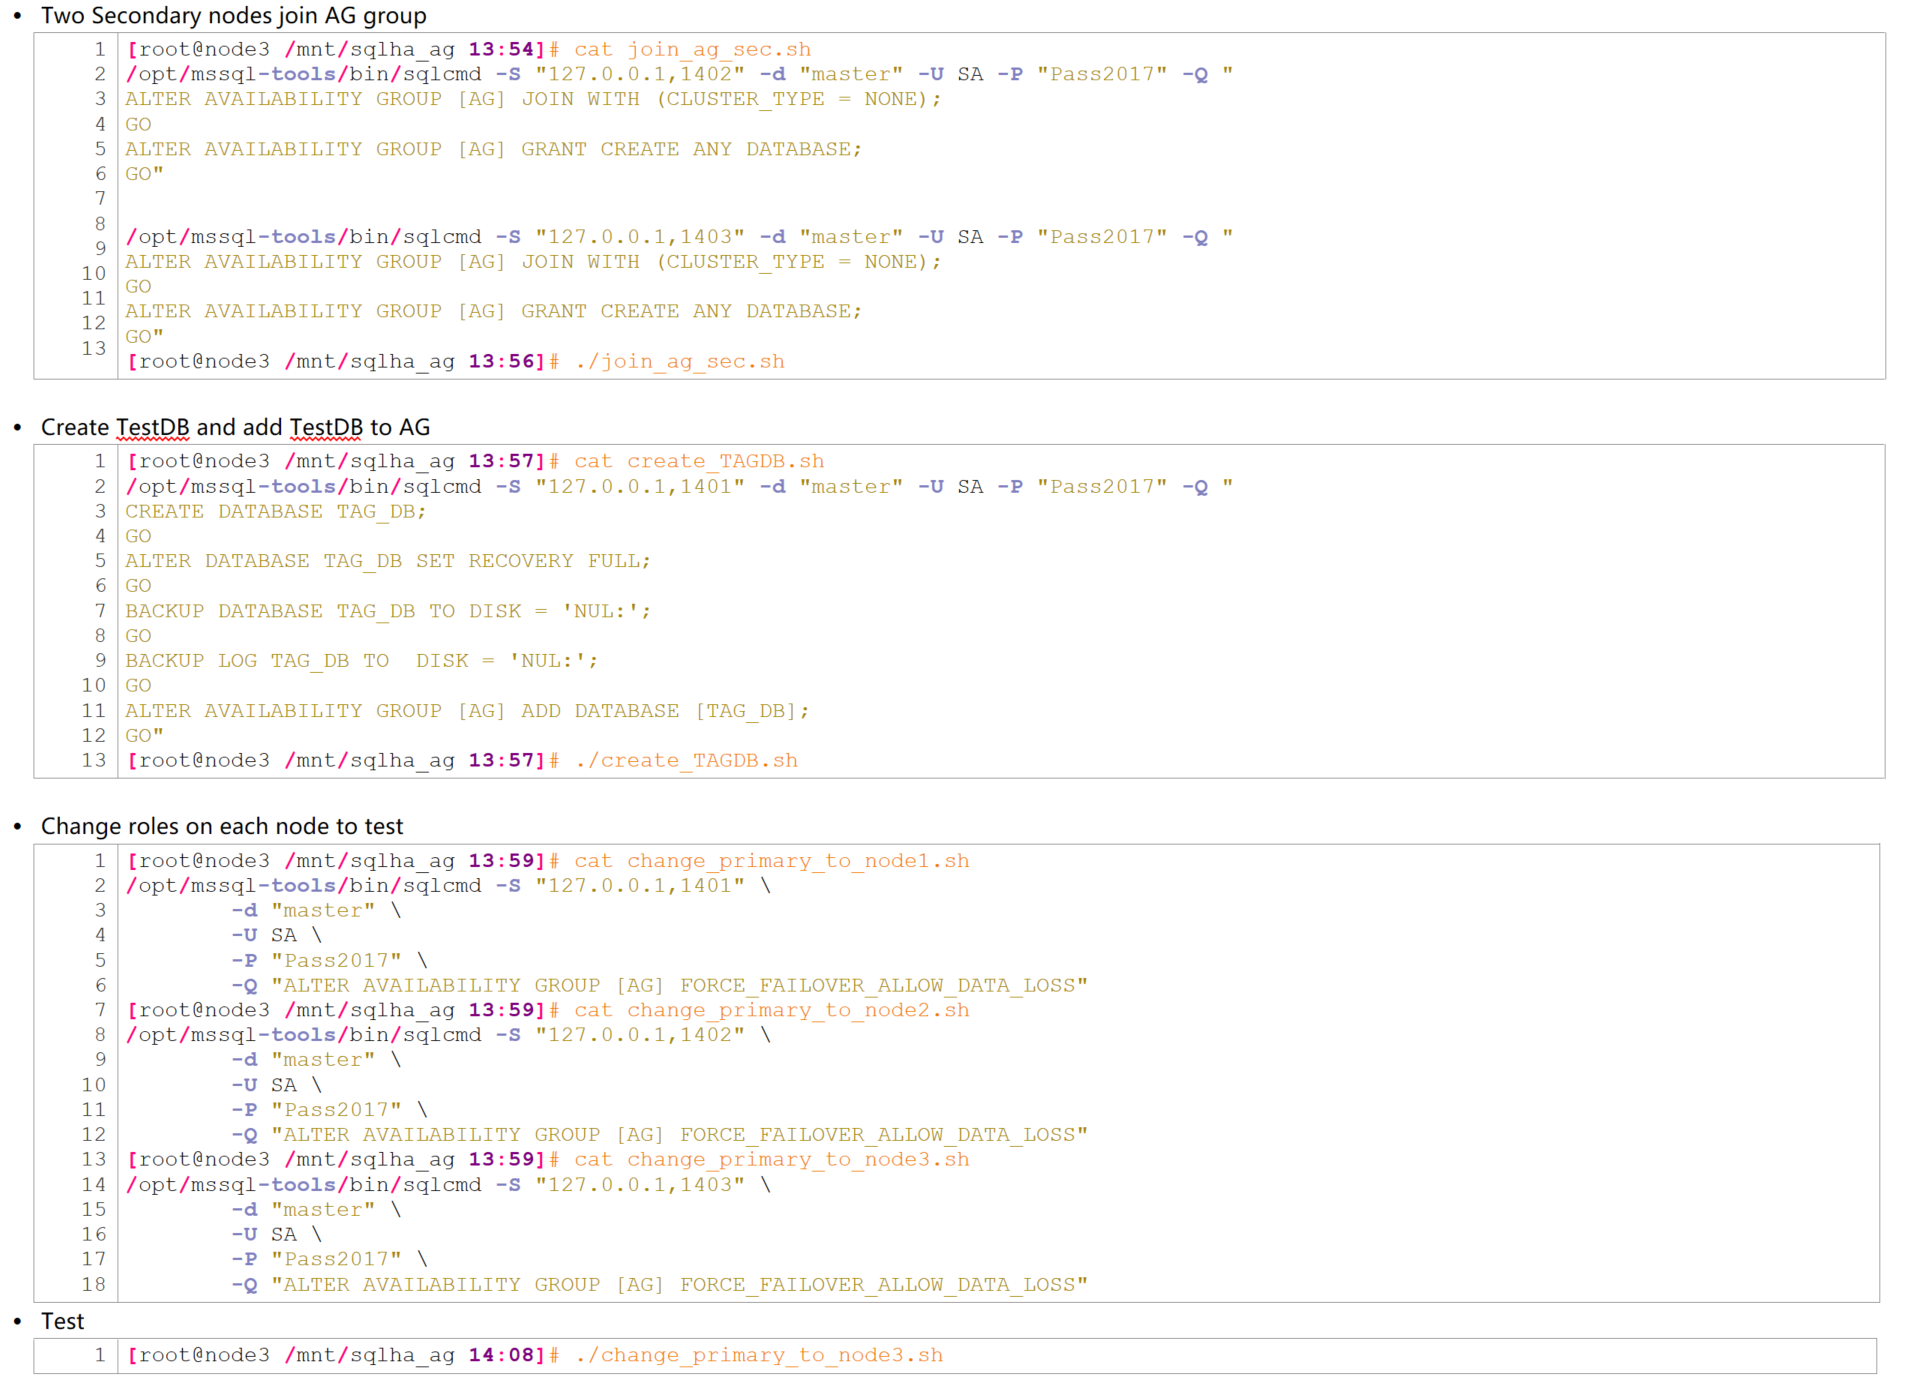 • Two Secondary nodes join AG group
1 [root@node3 /mnt/sqlha_ag 13:54]# cat join_ag_sec.sh
2 /opt/mssql-tools/bin/sqlcmd -S "127.0.0.1,1402" -d "master" -U SA -P "Pass2017" -Q "
3 ALTER AVAILABILITY GROUP [AG] JOIN WITH (CLUSTER_TYPE = NONE);
4 GO
5 ALTER AVAILABILITY GROUP [AG] GRANT CREATE ANY DATABASE;
6 GO"
7
8 /opt/mssql-tools/bin/sqlcmd -S "127.0.0.1,1403" -d "master" -U SA -P "Pass2017" -Q "
9 ALTER AVAILABILITY GROUP [AG] JOIN WITH (CLUSTER_TYPE = NONE);
10 GO
11 ALTER AVAILABILITY GROUP [AG] GRANT CREATE ANY DATABASE;
12 GO"
13 [root@node3 /mnt/sqlha_ag 13:56]# ./join_ag_sec.sh
• Create TestDB and add TestDB to AG
1 [root@node3 /mnt/sqlha_ag 13:57]# cat create_TAGDB.sh
2 /opt/mssql-tools/bin/sqlcmd -S "127.0.0.1,1401" -d "master" -U SA -P "Pass2017" -Q "
3 CREATE DATABASE TAG_DB;
4 GO
5 ALTER DATABASE TAG_DB SET RECOVERY FULL;
6 GO
7 BACKUP DATABASE TAG_DB TO DISK = 'NUL:';
8 GO
9 BACKUP LOG TAG_DB TO  DISK = 'NUL:';
10 GO
11 ALTER AVAILABILITY GROUP [AG] ADD DATABASE [TAG_DB];
12 GO"
13 [root@node3 /mnt/sqlha_ag 13:57]# ./create_TAGDB.sh
• Change roles on each node to test
1 [root@node3 /mnt/sqlha_ag 13:59]# cat change_primary_to_node1.sh
2 /opt/mssql-tools/bin/sqlcmd -S "127.0.0.1,1401" \
3 -d "master" \
4 -U SA \
5 -P "Pass2017" \
6 -Q "ALTER AVAILABILITY GROUP [AG] FORCE_FAILOVER_ALLOW_DATA_LOSS"
7 [root@node3 /mnt/sqlha_ag 13:59]# cat change_primary_to_node2.sh
8 /opt/mssql-tools/bin/sqlcmd -S "127.0.0.1,1402" \
9 -d "master" \
10 -U SA \
11 -P "Pass2017" \
12 -Q "ALTER AVAILABILITY GROUP [AG] FORCE_FAILOVER_ALLOW_DATA_LOSS"
13 [root@node3 /mnt/sqlha_ag 13:59]# cat change_primary_to_node3.sh
14 /opt/mssql-tools/bin/sqlcmd -S "127.0.0.1,1403" \
15 -d "master" \
16 -U SA \
17 -P "Pass2017" \
18 -Q "ALTER AVAILABILITY GROUP [AG] FORCE_FAILOVER_ALLOW_DATA_LOSS"
• Test
1 [root@node3 /mnt/sqlha_ag 14:08]# ./change_primary_to_node3.sh